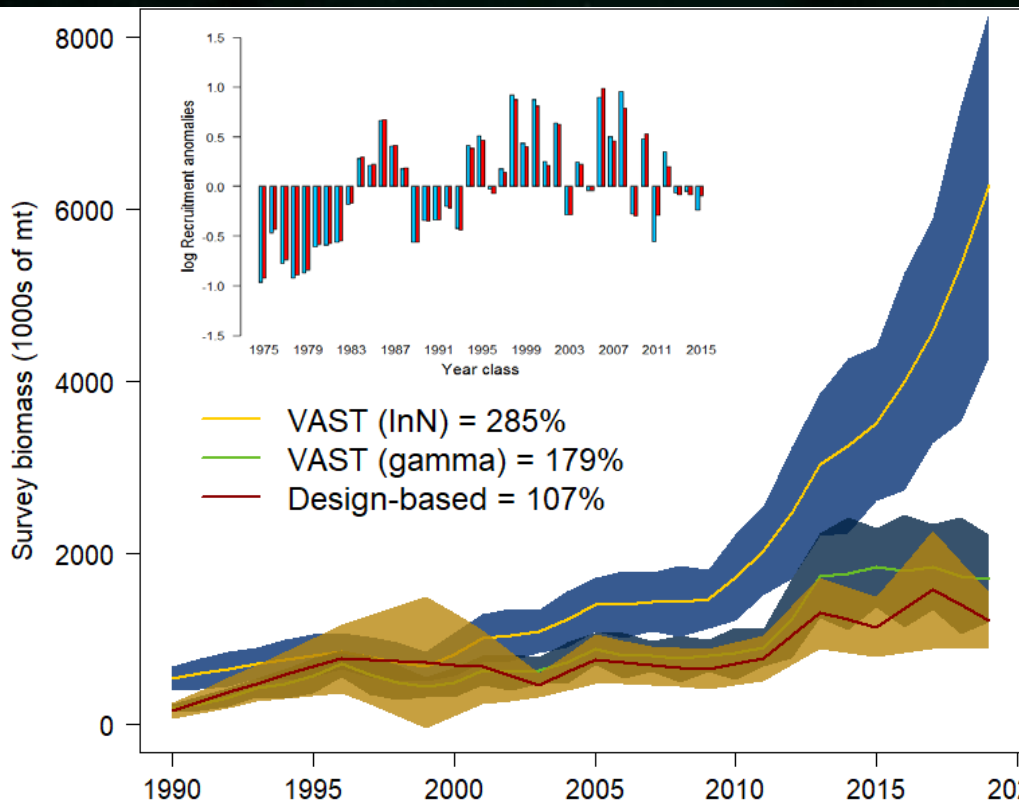 8000
6000
4000
2000
0
Survey biomass (1000s of mt)
1.5
1.0
0.5
0.0
-0.5
-1.0
-1.5
log Recruitment anomalies
1975 1979 1983 1987 1991 1995 1999 2003 2007 2011 2015
Year class
VAST (lnN) = 285%
VAST (gamma) = 179%
Design-based = 107%
1990 1995 2000 2005 2010 2015